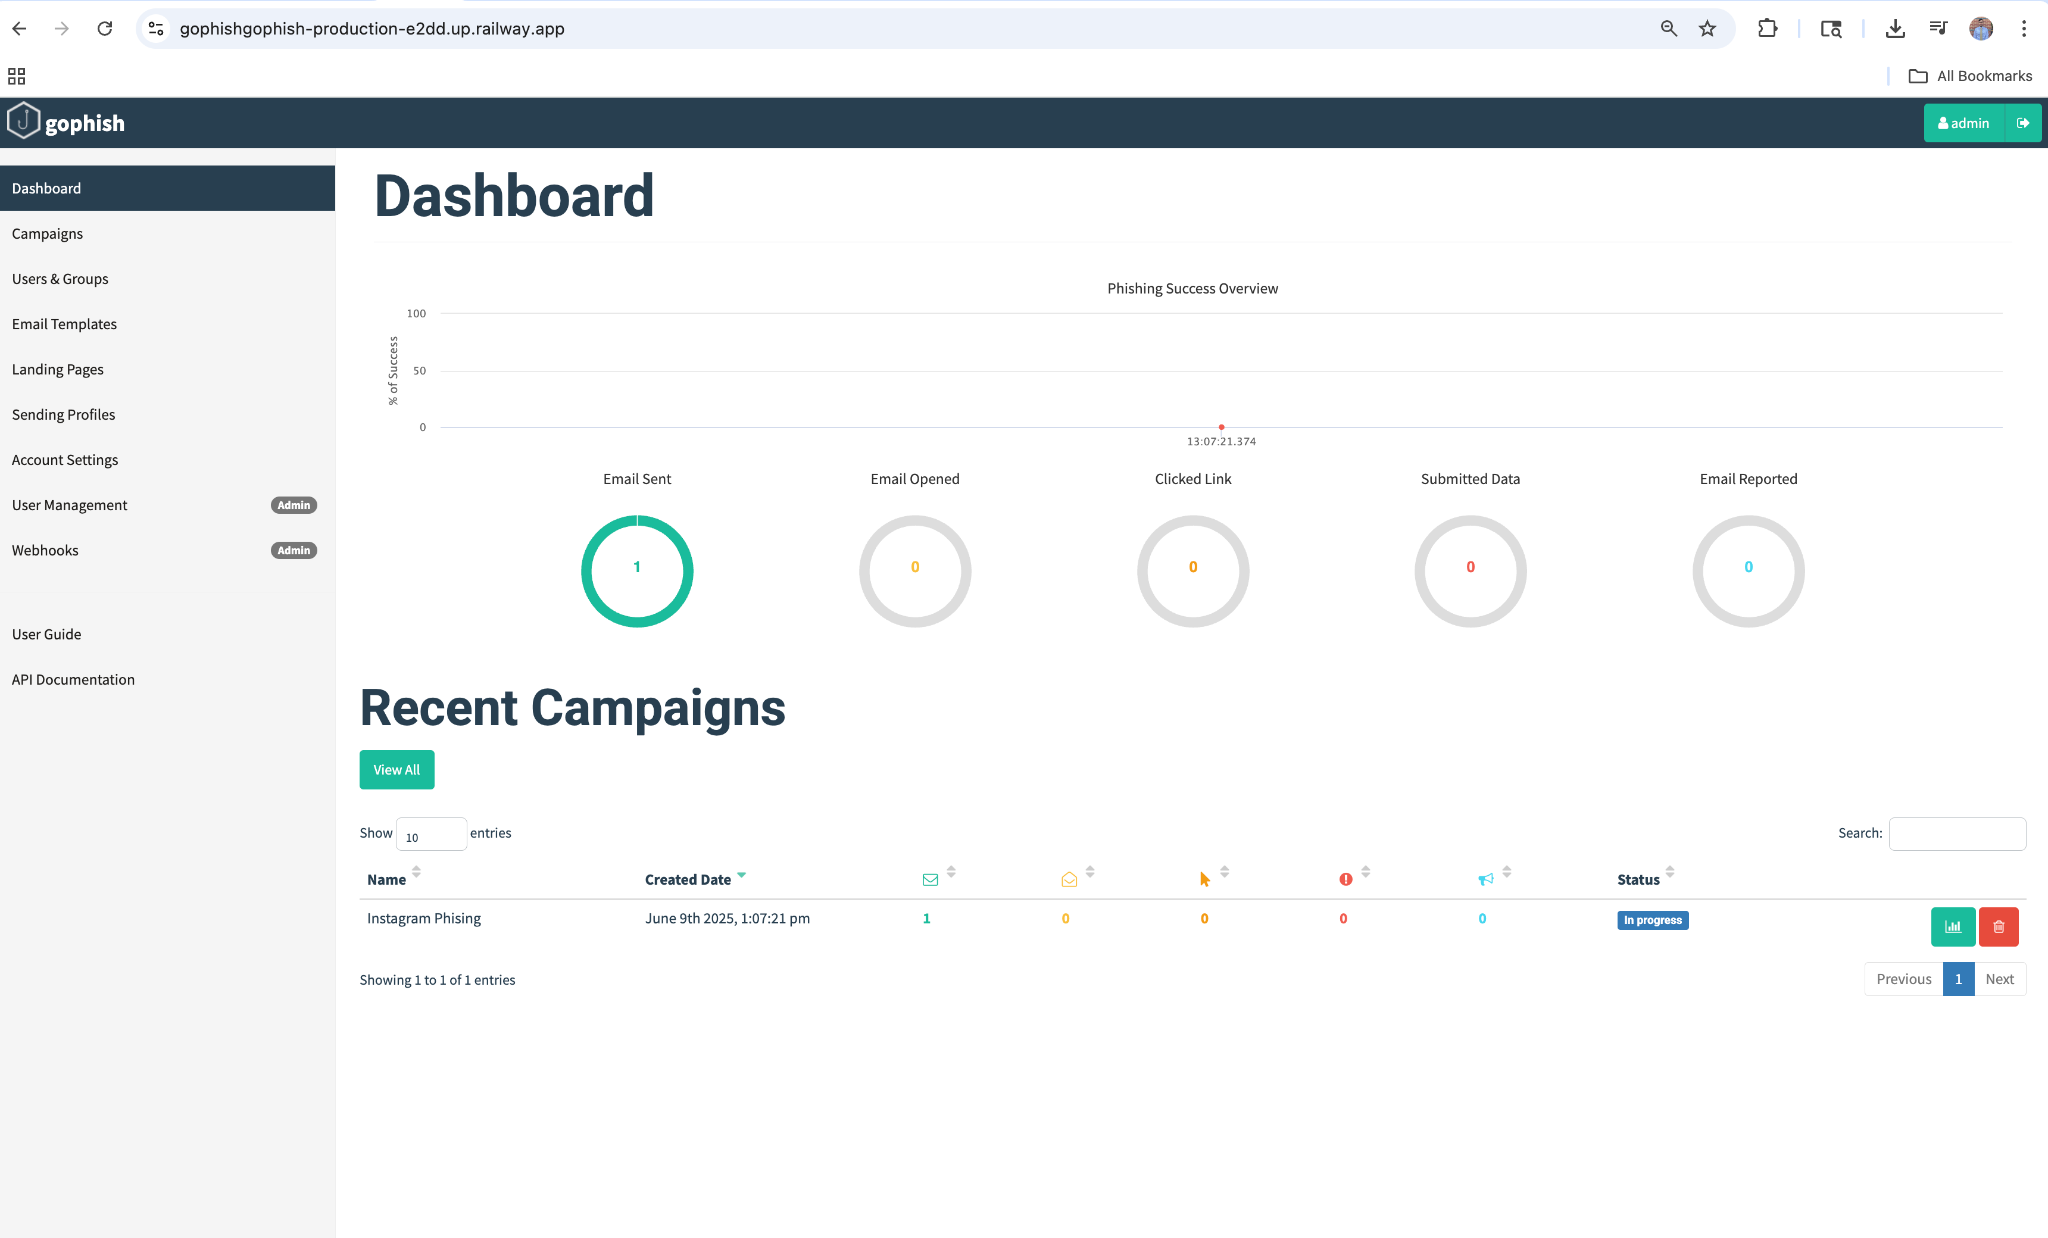 gophishgophish-production-e2dd.up.railway.app
All Bookmarks
gophish
admin
Dashboard
Campaigns
Users & Groups
Email Templates
Landing Pages
Sending Profiles
Account Settings
User Management Admin
Webhooks Admin
User Guide
API Documentation
Dashboard
Phishing Success Overview
% of Success
100
50
0
13:07:21.374
Email Sent Email Opened Clicked Link Submitted Data Email Reported
1 0 0 0 0
Recent Campaigns
View All
Show 10 entries Search:
Name Created Date Status
Instagram Phising June 9th 2025, 1:07:21 pm 1 0 0 0 0 In progress
Showing 1 to 1 of 1 entries Previous 1 Next